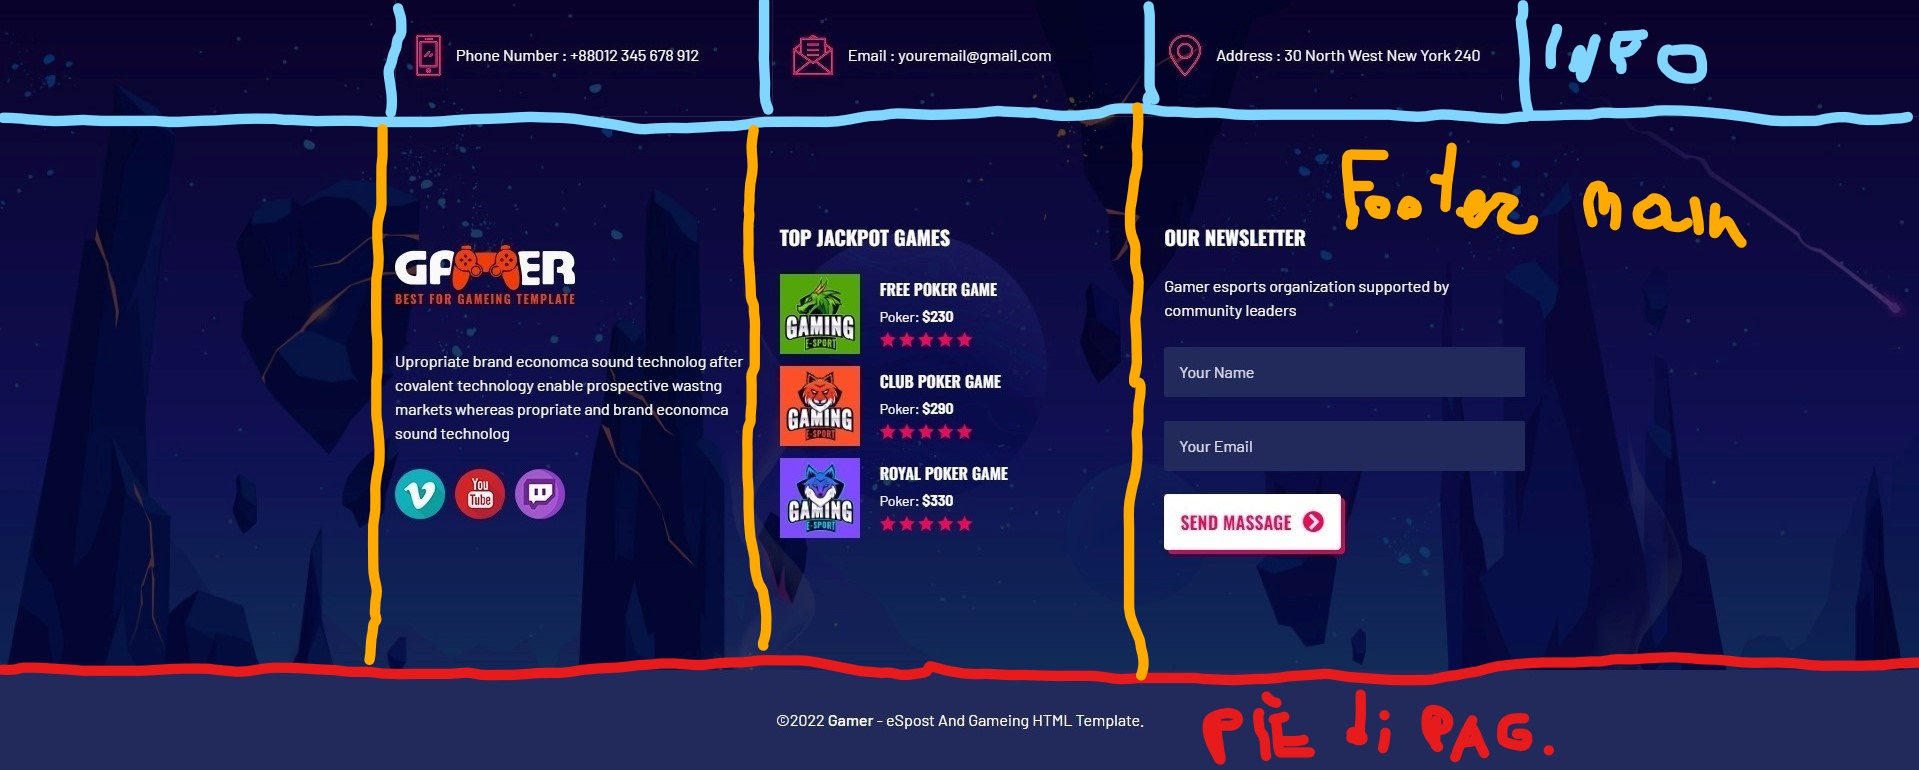 Phone Number : +88012 345 678 912
Email : youremail@gmail.com
Address : 30 North West New York 240
INFO
Footer main
GAMER
BEST FOR GAMEING TEMPLATE
Upropriate brand economca sound technolog after
covalent technology enable prospective wastng
markets whereas propriate and brand economca
sound technolog
You
Tube
TOP JACKPOT GAMES
GAMING
E-SPORT
FREE POKER GAME
Poker: $230
GAMING
E-SPORT
CLUB POKER GAME
Poker: $290
GAMING
E-SPORT
ROYAL POKER GAME
Poker: $330
OUR NEWSLETTER
Gamer esports organization supported by
community leaders
Your Name
Your Email
SEND MASSAGE
©2022 Gamer - eSpost And Gameing HTML Template.
PIÈ di PAG.